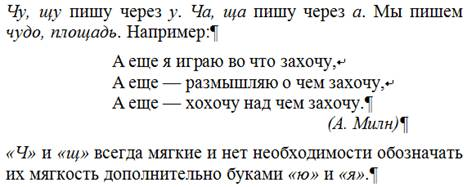 Чу, щу пишу через у. Ча, ща пишу через а. Мы пишем
чудо, площадь. Например:¶
А еще я играю во что захочу,↵
А еще — размышляю о чем захочу,↵
А еще — хохочу над чем захочу.¶
(А. Милн)¶
«Ч» и «щ» всегда мягкие и нет необходимости обозначать
их мягкость дополнительно буками «ю» и «я».¶